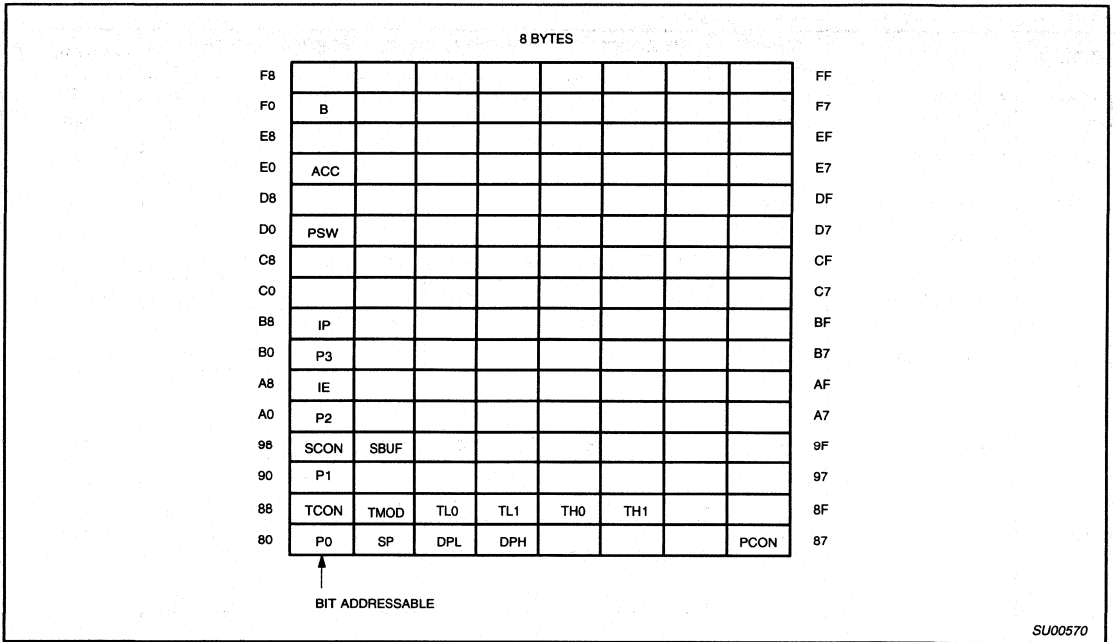 8 BYTES
F8 FF
F0 B F7
E8 EF
E0 ACC E7
D8 DF
D0 PSW D7
C8 CF
C0 C7
B8 IP BF
B0 P3 B7
A8 IE AF
A0 P2 A7
98 SCON SBUF 9F
90 P1 97
88 TCON TMOD TL0 TL1 TH0 TH1 8F
80 P0 SP DPL DPH PCON 87
BIT ADDRESSABLE
SU00570